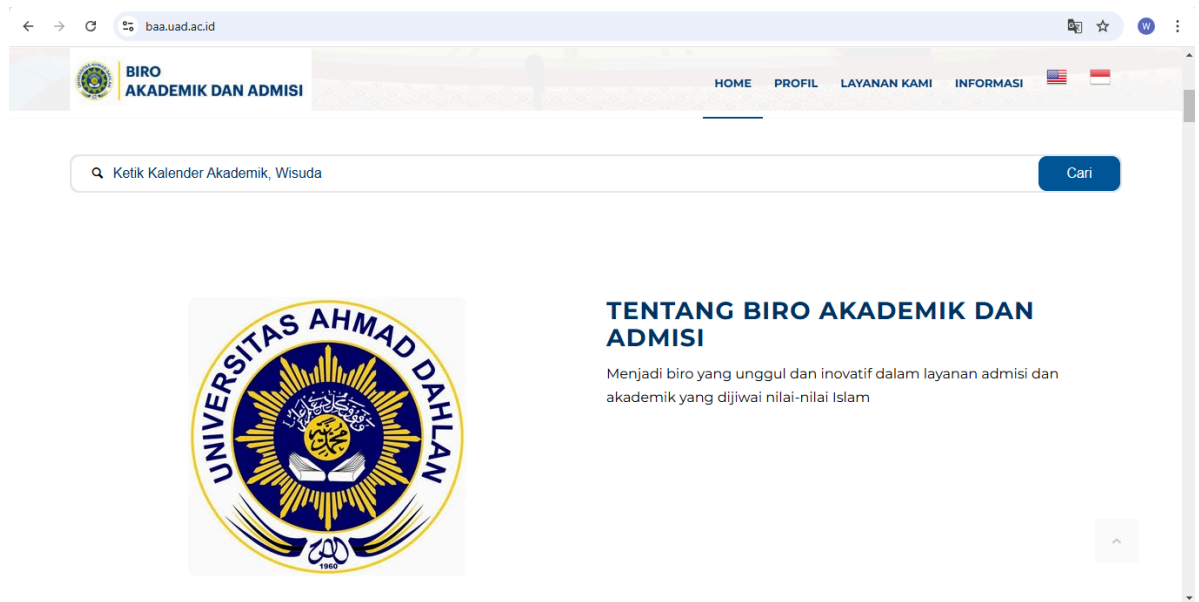 baa.uad.ac.id
W
BIRO
AKADEMIK DAN ADMISI
HOME PROFIL LAYANAN KAMI INFORMASI
Ketik Kalender Akademik, Wisuda
Cari
UNIVERSITAS AHMAD DAHLAN
1960
TENTANG BIRO AKADEMIK DAN
ADMISI
Menjadi biro yang unggul dan inovatif dalam layanan admisi dan
akademik yang dijiwai nilai-nilai Islam